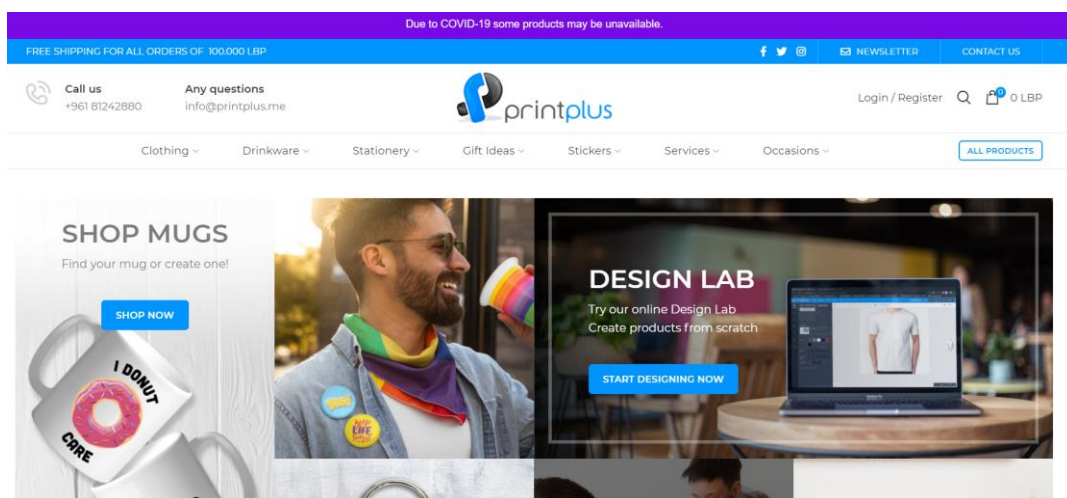 Due to COVID-19 some products may be unavailable.
FREE SHIPPING FOR ALL ORDERS OF 100.000 LBP
NEWSLETTER
CONTACT US
Call us
+961 81242880
Any questions
info@printplus.me
printplus
Login / Register
0
0 LBP
Clothing
Drinkware
Stationery
Gift Ideas
Stickers
Services
Occasions
ALL PRODUCTS
SHOP MUGS
Find your mug or create one!
SHOP NOW
I DONUT
CARE
KEEP
LIFE
DESIGN LAB
Try our online Design Lab
Create products from scratch
START DESIGNING NOW